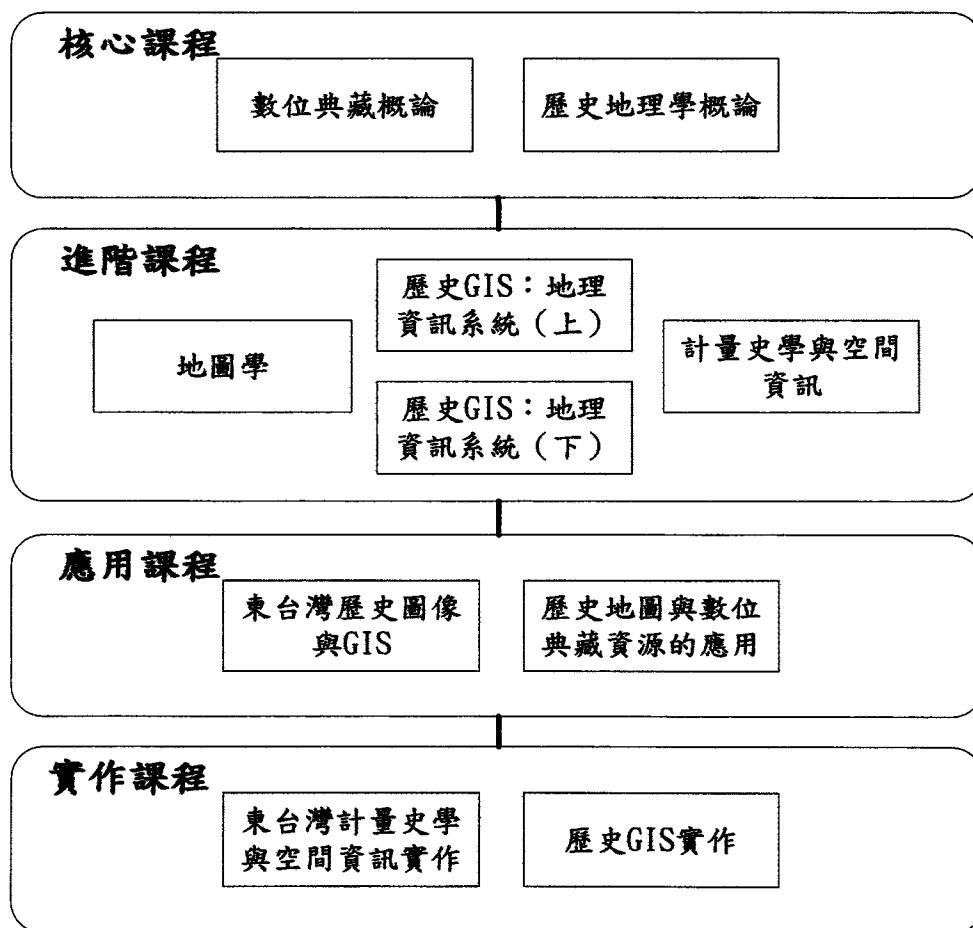 核心課程
數位典藏概論
歷史地理學概論
進階課程
地圖學
歷史GIS：地理
資訊系統（上）
歷史GIS：地理
資訊系統（下）
計量史學與空間
資訊
應用課程
東台灣歷史圖像
與GIS
歷史地圖與數位
典藏資源的應用
實作課程
東台灣計量史學
與空間資訊實作
歷史GIS實作